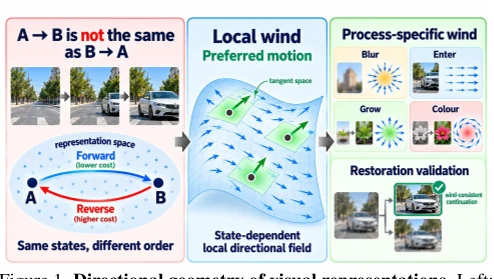 A → B is not the same
as B → A
representation space
Forward
(lower cost)
A
B
Reverse
(higher cost)
Same states, different order
Local wind
Preferred motion
tangent space
State-dependent
local directional field
Process-specific wind
Blur
Enter
Grow
Colour
Restoration validation
wind-consistent
continuation
Figure 1. Directional geometry of visual representations. Left: